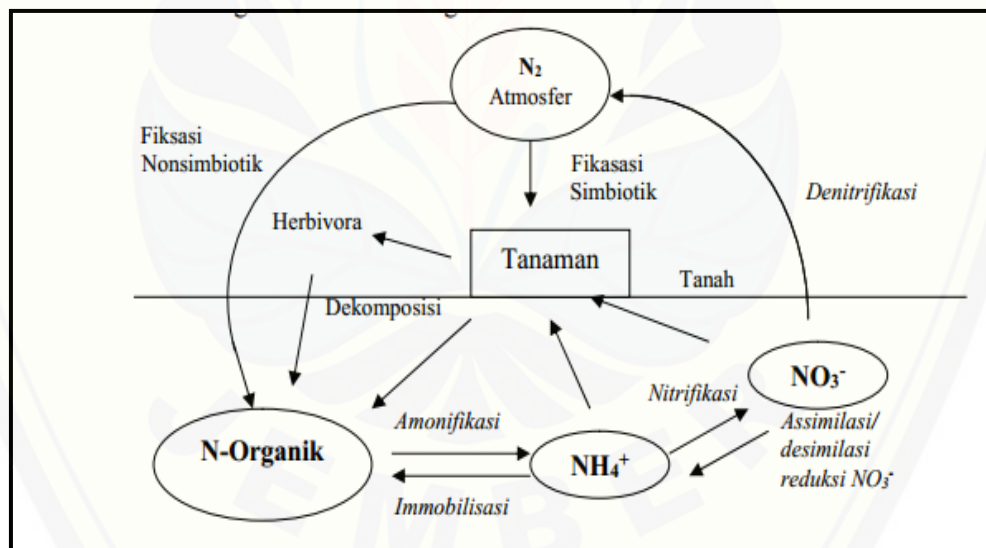 N₂
Atmosfer
Fiksasi
Nonsimbiotik
Fikasasi
Simbiotik
Denitrifikasi
Herbivora
Tanaman
Tanah
Dekomposisi
NO₃⁻
Nitrifikasi
Amonifikasi
Assimilasi/
desimilasi
reduksi NO₃⁻
N-Organik
NH₄⁺
Immobilisasi
JEMBER